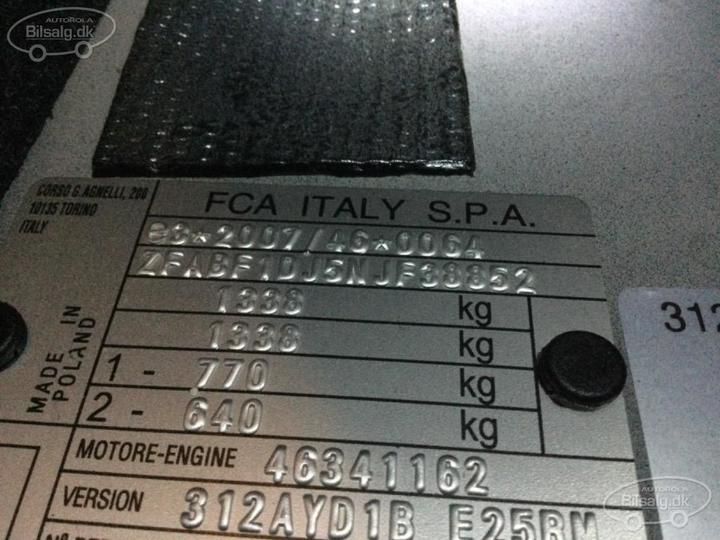 AUTOROLA
Bilsalg.dk
CORSO G. AGNELLI, 200
10135 TORINO
ITALY
FCA ITALY S.P.A.
e3*2007/46*0064
ZFABF1DJ5NJF38852
1338 kg
1338 kg
1 - 770 kg
2 - 640 kg
MADE IN
POLAND
MOTORE-ENGINE 46341162
VERSION 312AYD1B E25BM
312
AUTOROLA
Bilsalg.dk